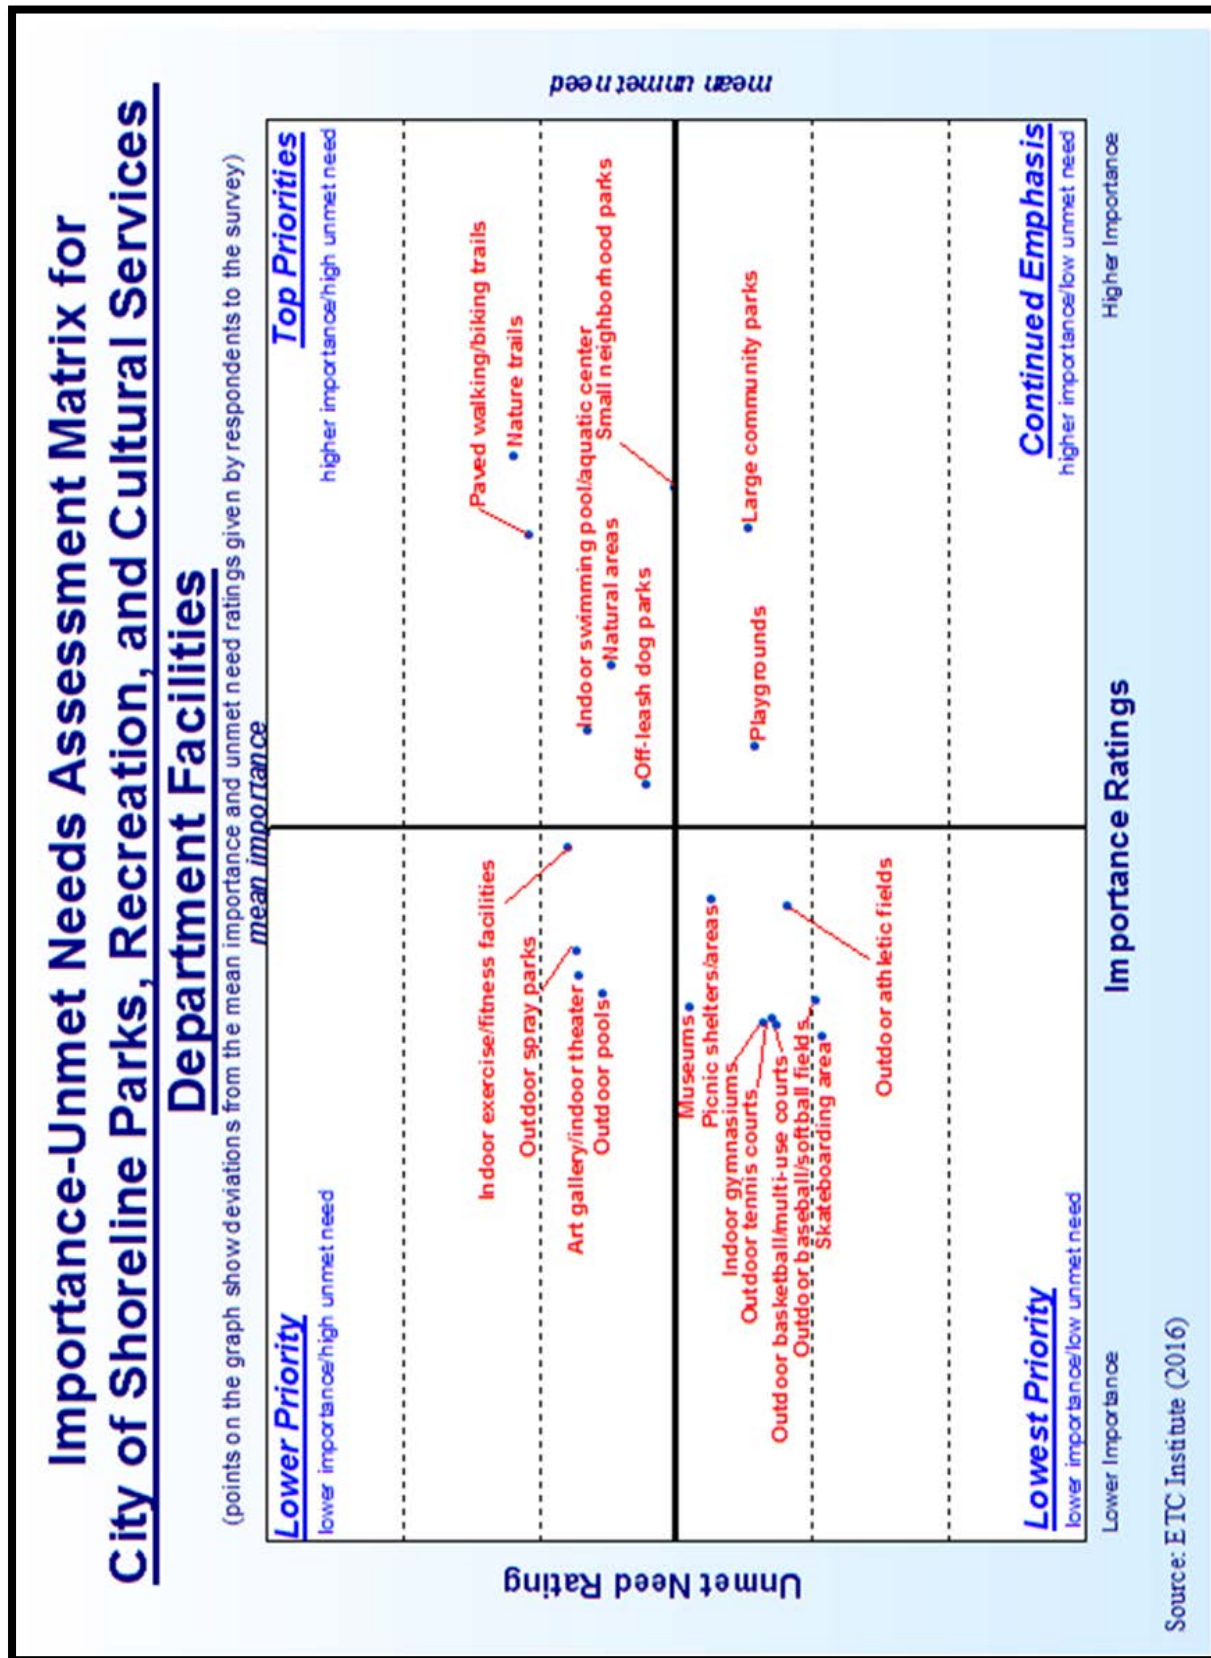 Importance-Unmet Needs Assessment Matrix for
City of Shoreline Parks, Recreation, and Cultural Services
Department Facilities
(points on the graph show deviations from the mean importance and unmet need ratings given by respondents to the survey)
mean importance
Lower Priority
lower importance/high unmet need
Top Priorities
higher importance/high unmet need
Paved walking/biking trails
Nature trails
Indoor swimming pool/aquatic center
Small neighborhood parks
Natural areas
Off-leash dog parks
Indoor exercise/fitness facilities
Outdoor spray parks
Art gallery/indoor theater
Outdoor pools
Unmet Need Rating
mean unmet need
Museums
Picnic shelters/areas
Indoor gymnasiums
Outdoor tennis courts
Outdoor basketball/multi-use courts
Outdoor baseball/softball fields
Skateboarding area
Outdoor athletic fields
Large community parks
Playgrounds
Lowest Priority
lower importance/low unmet need
Continued Emphasis
higher importance/low unmet need
Lower Importance
Importance Ratings
Higher Importance
Source: ETC Institute (2016)